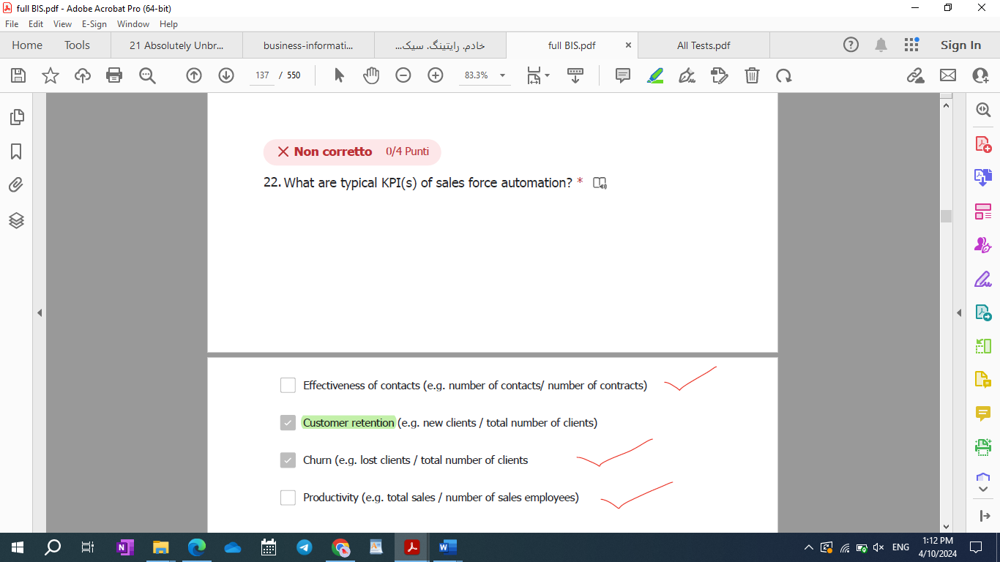 full BIS.pdf - Adobe Acrobat Pro (64-bit)
File Edit View E-Sign Window Help
Home Tools 21 Absolutely Unbr... business-informati... خادم، رایتینگ، سیک... full BIS.pdf All Tests.pdf Sign In
137 / 550 83.3%
Non corretto 0/4 Punti
22. What are typical KPI(s) of sales force automation? *
Effectiveness of contacts (e.g. number of contacts/ number of contracts)
Customer retention (e.g. new clients / total number of clients)
Churn (e.g. lost clients / total number of clients
Productivity (e.g. total sales / number of sales employees)
ENG
1:12 PM
4/10/2024